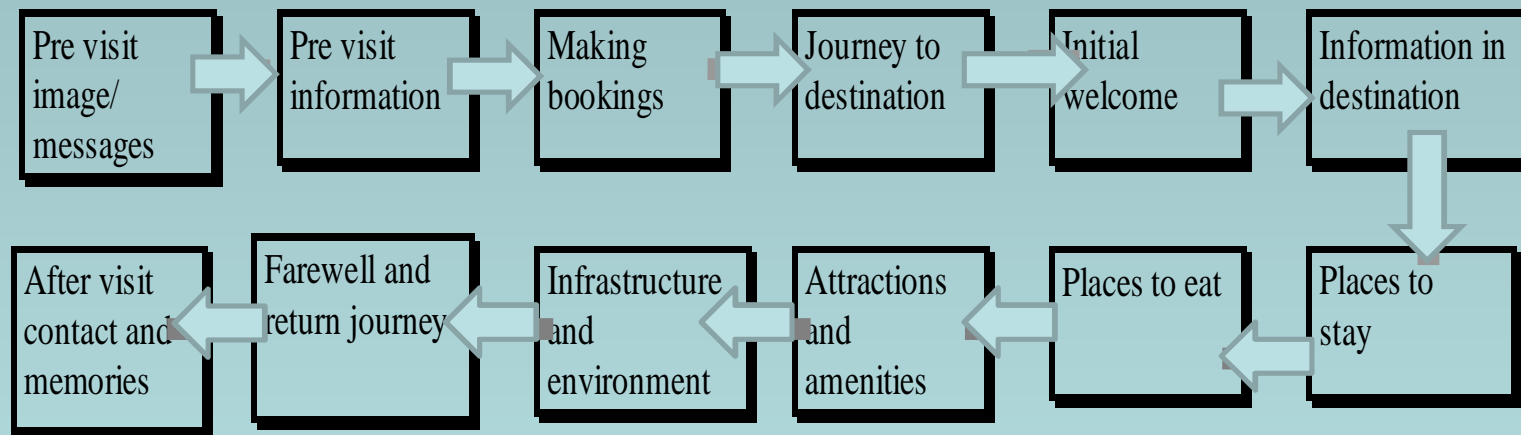 Pre visit
image/
messages
Pre visit
information
Making
bookings
Journey to
destination
Initial
welcome
Information in
destination
Places to
stay
Places to eat
Attractions
and
amenities
Infrastructure
and
environment
Farewell and
return journey
After visit
contact and
memories